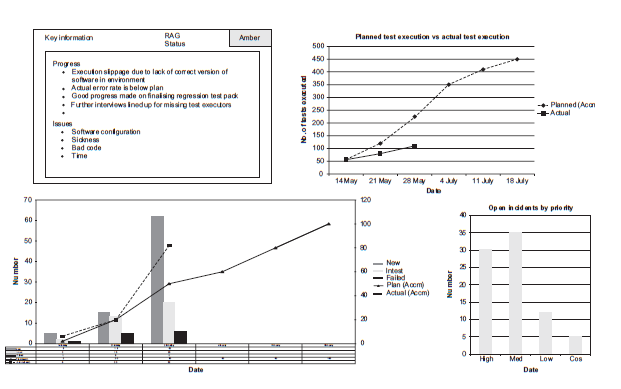 Key information
RAG
Status
Amber
Progress
• Execution slippage due to lack of correct version of
software in environment
• Actual error rate is below plan
• Good progress made on finalising regression test pack
• Further interviews lined up for missing test executors
•
Issues
• Software configuration
• Sickness
• Bad code
• Time
Planned test execution vs actual test execution
No. of tests executed
500
450
400
350
300
250
200
150
100
50
0
14 May 21 May 28 May 4 July 11 July 18 July
Date
Planned (Accm
Actual
70
60
50
40
30
20
10
0
Number
120
100
80
60
40
20
0
New
Intest
Failed
Plan (Accm)
Actual (Accm)
Date
Open incidents by priority
Number
40
35
30
25
20
15
10
5
0
High Med Low Cos
Date